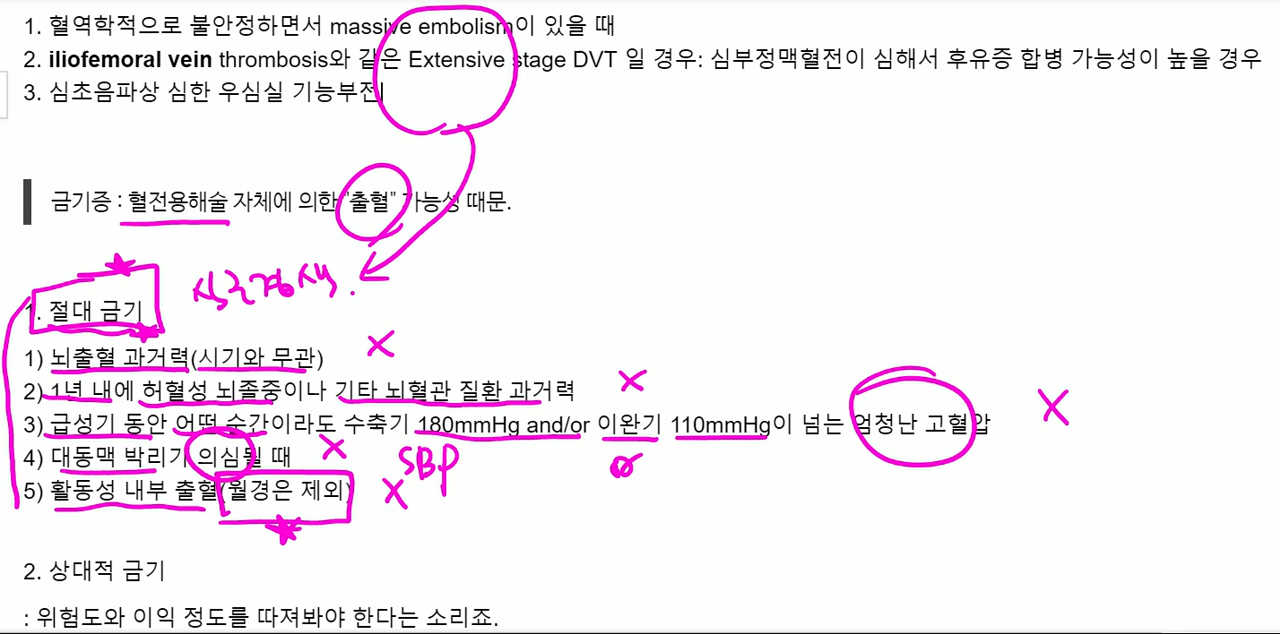 1. 혈역학적으로 불안정하면서 massive embolism이 있을 때
2. iliofemoral vein thrombosis와 같은 Extensive stage DVT 일 경우: 심부정맥혈전이 심해서 후유증 합병 가능성이 높을 경우
3. 심초음파상 심한 우심실 기능부전
금기증 : 혈전용해술 자체에 의한 "출혈" 가능성 때문.
심근경색.
1. 절대 금기
1) 뇌출혈 과거력(시기와 무관)
2) 1년 내에 허혈성 뇌졸중이나 기타 뇌혈관 질환 과거력
3) 급성기 동안 어떤 순간이라도 수축기 180mmHg and/or 이완기 110mmHg이 넘는 엄청난 고혈압
4) 대동맥 박리가 의심될 때
SBP
5) 활동성 내부 출혈(월경은 제외)
2. 상대적 금기
: 위험도와 이익 정도를 따져봐야 한다는 소리죠.